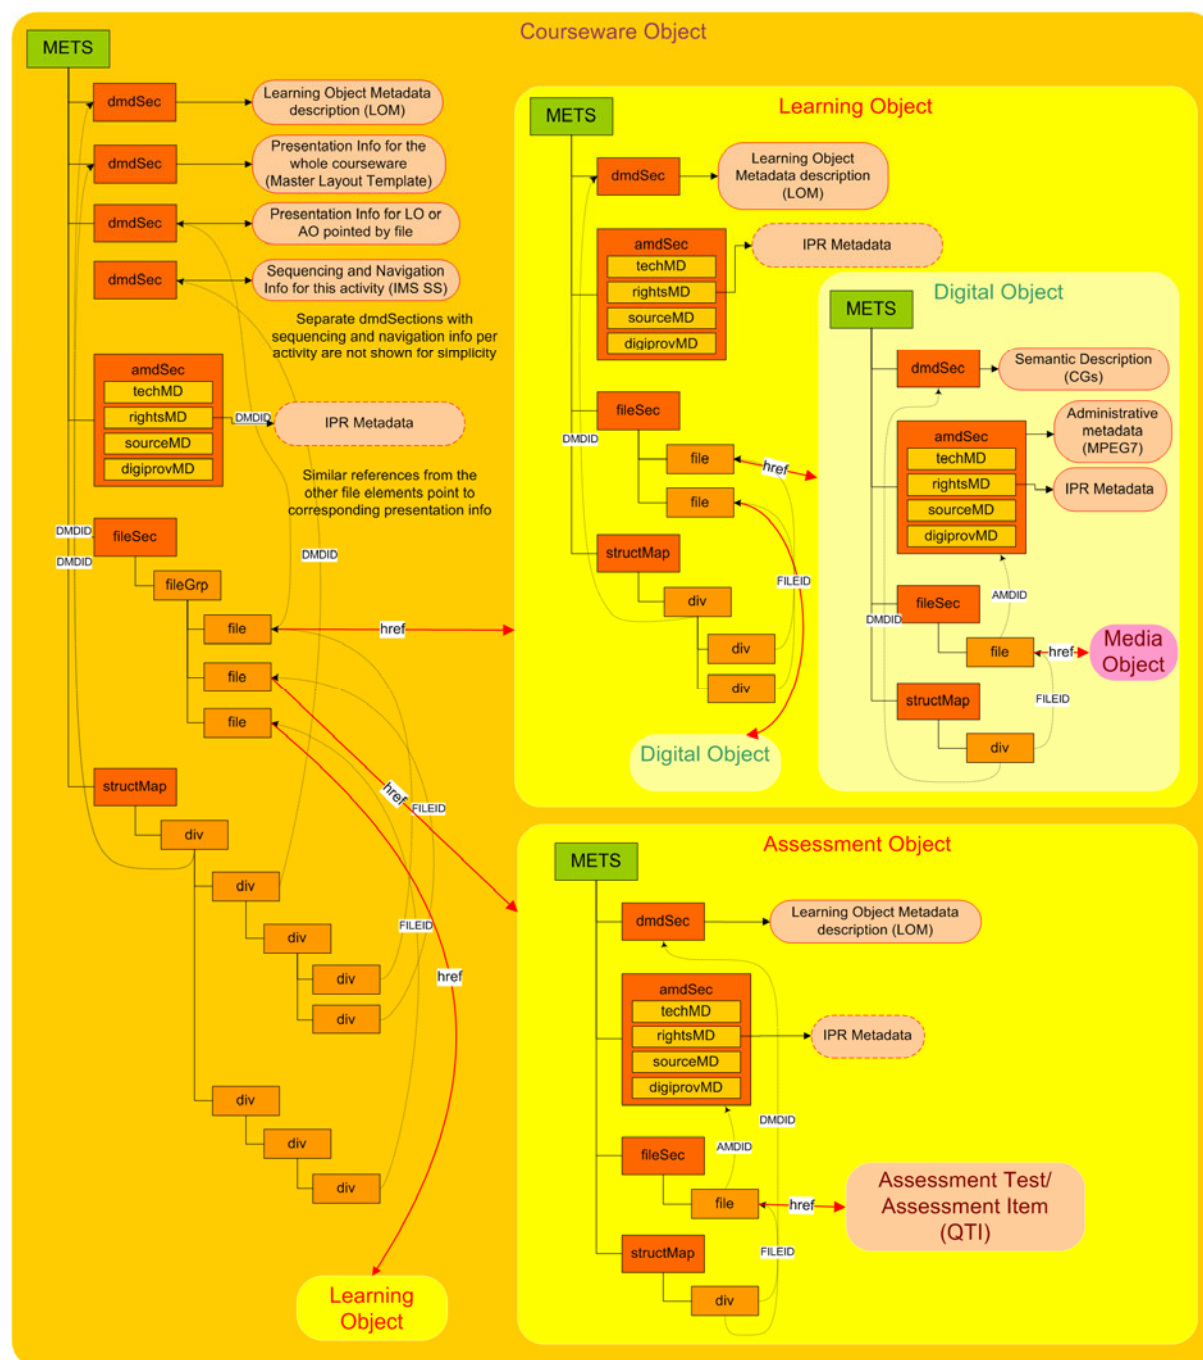 Courseware Object
METS
dmdSec
Learning Object Metadata
description (LOM)
dmdSec
Presentation Info for the
whole courseware
(Master Layout Template)
dmdSec
Presentation Info for LO or
AO pointed by file
dmdSec
Sequencing and Navigation
Info for this activity (IMS SS)
Separate dmdSections with
sequencing and navigation info per
activity are not shown for simplicity
amdSec
techMD
rightsMD
sourceMD
digiprovMD
DMDID
IPR Metadata
Similar references from the
other file elements point to
corresponding presentation info
DMDID
DMDID
DMDID
fileSec
fileGrp
file
href
file
file
href
FILEID
structMap
div
div
FILEID
div
href
div
div
div
div
div
Learning
Object
Learning Object
METS
dmdSec
Learning Object
Metadata description
(LOM)
amdSec
techMD
rightsMD
sourceMD
digiprovMD
IPR Metadata
fileSec
DMDID
file
href
file
structMap
FILEID
div
div
div
Digital Object
Digital Object
METS
dmdSec
Semantic Description
(CGs)
amdSec
techMD
rightsMD
sourceMD
digiprovMD
Administrative
metadata
(MPEG7)
IPR Metadata
fileSec
AMDID
DMDID
file
href
Media
Object
FILEID
structMap
div
Assessment Object
METS
dmdSec
Learning Object Metadata
description (LOM)
amdSec
techMD
rightsMD
sourceMD
digiprovMD
IPR Metadata
DMDID
AMDID
fileSec
file
href
Assessment Test/
Assessment Item
(QTI)
structMap
FILEID
div